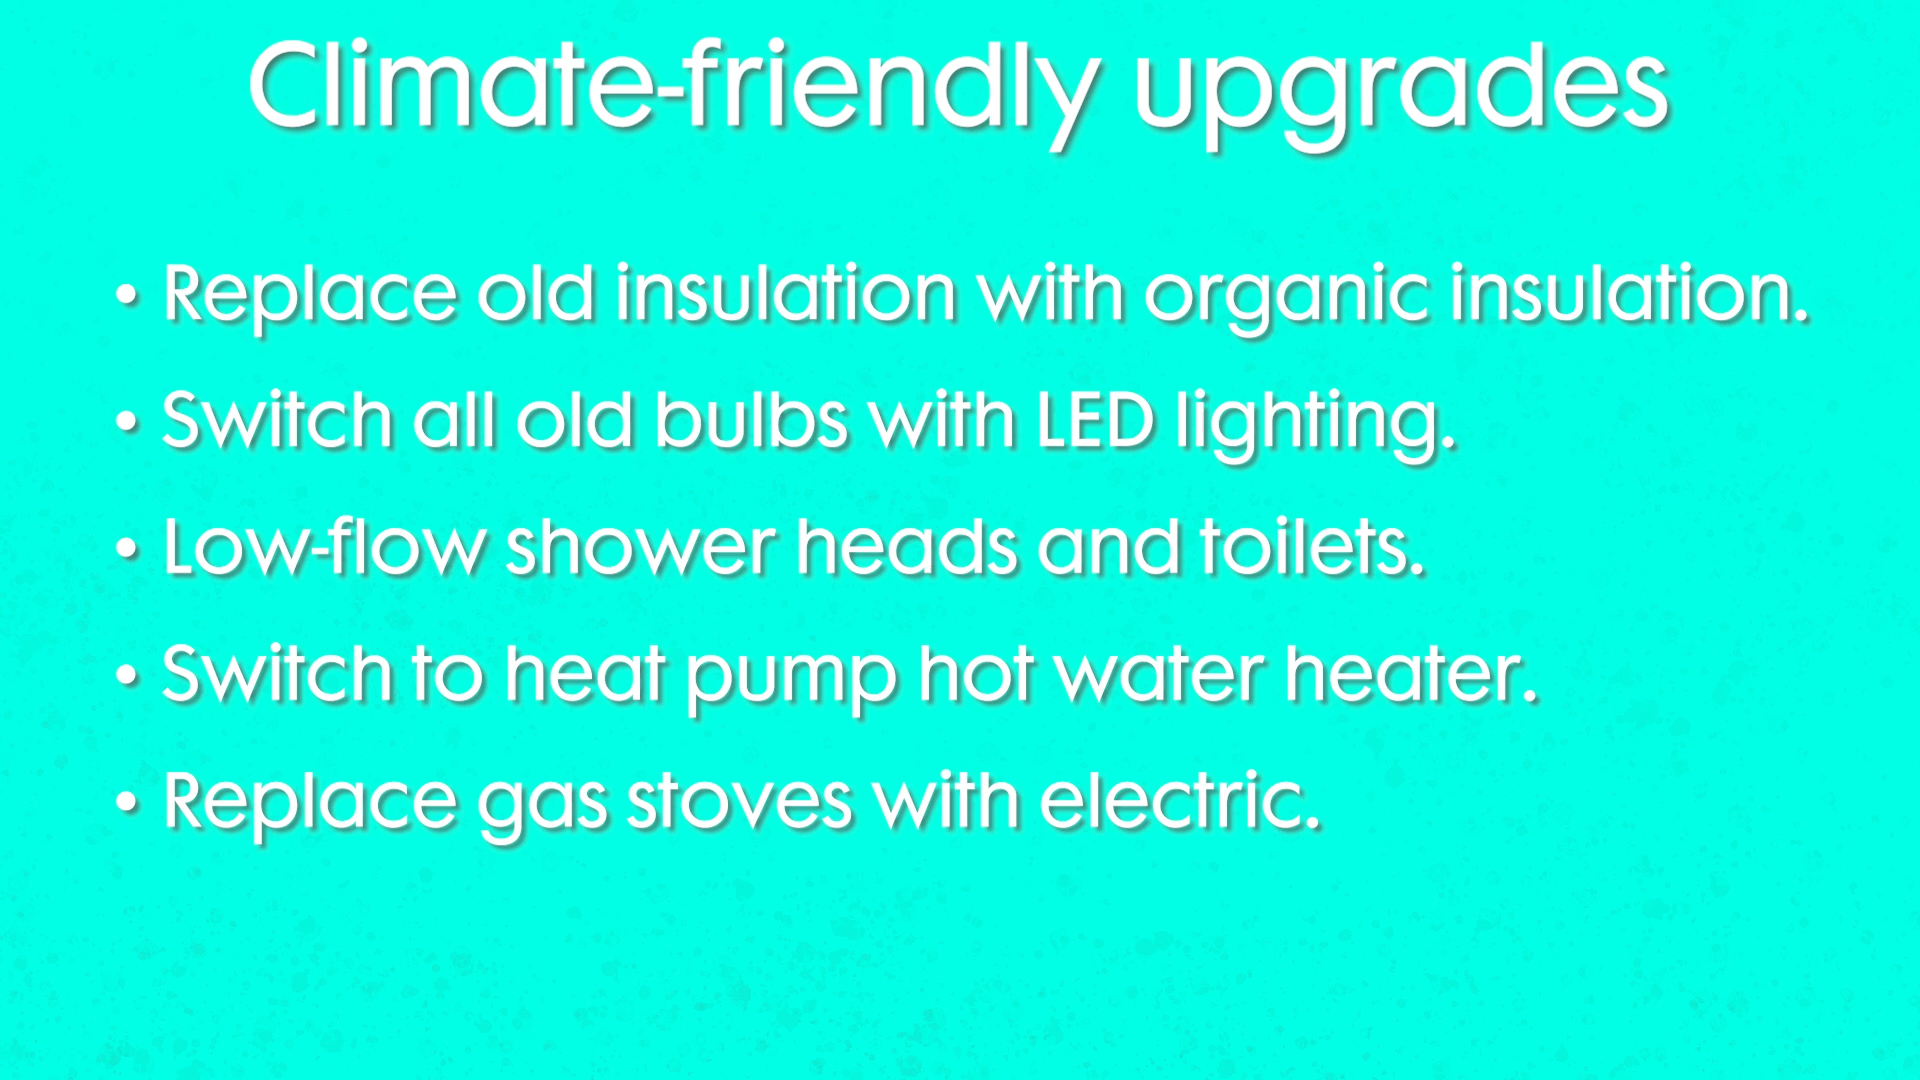 Climate-friendly upgrades
• Replace old insulation with organic insulation.
• Switch all old bulbs with LED lighting.
• Low-flow shower heads and toilets.
• Switch to heat pump hot water heater.
• Replace gas stoves with electric.